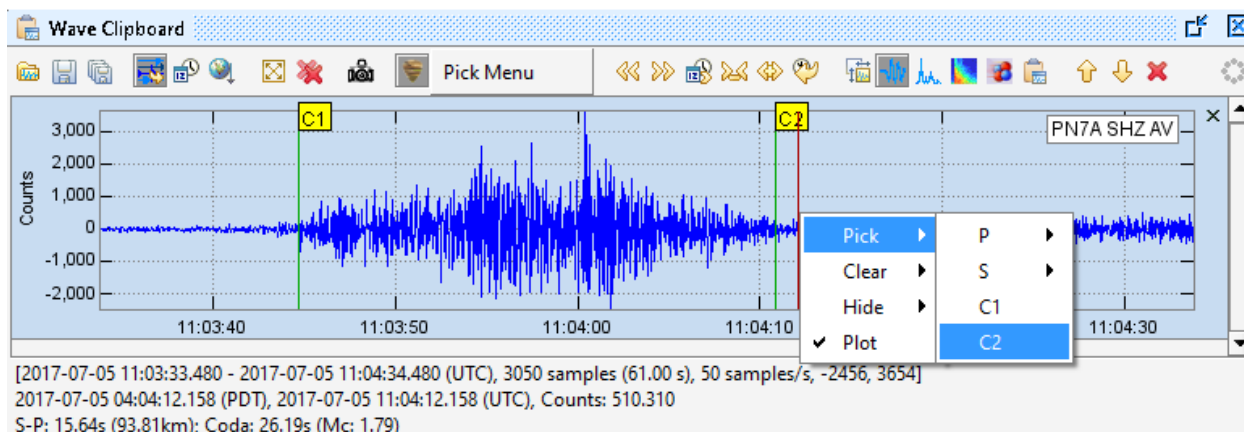 Wave Clipboard
Pick Menu
C1
C2
PN7A SHZ AV
Counts
3,000
2,000
1,000
0
-1,000
-2,000
Pick
Clear
Hide
Plot
P
S
C1
C2
11:03:40
11:03:50
11:04:00
11:04:10
11:04:30
[2017-07-05 11:03:33.480 - 2017-07-05 11:04:34.480 (UTC), 3050 samples (61.00 s), 50 samples/s, -2456, 3654]
2017-07-05 04:04:12.158 (PDT), 2017-07-05 11:04:12.158 (UTC), Counts: 510.310
S-P: 15.64s (93.81km); Coda: 26.19s (Mc: 1.79)